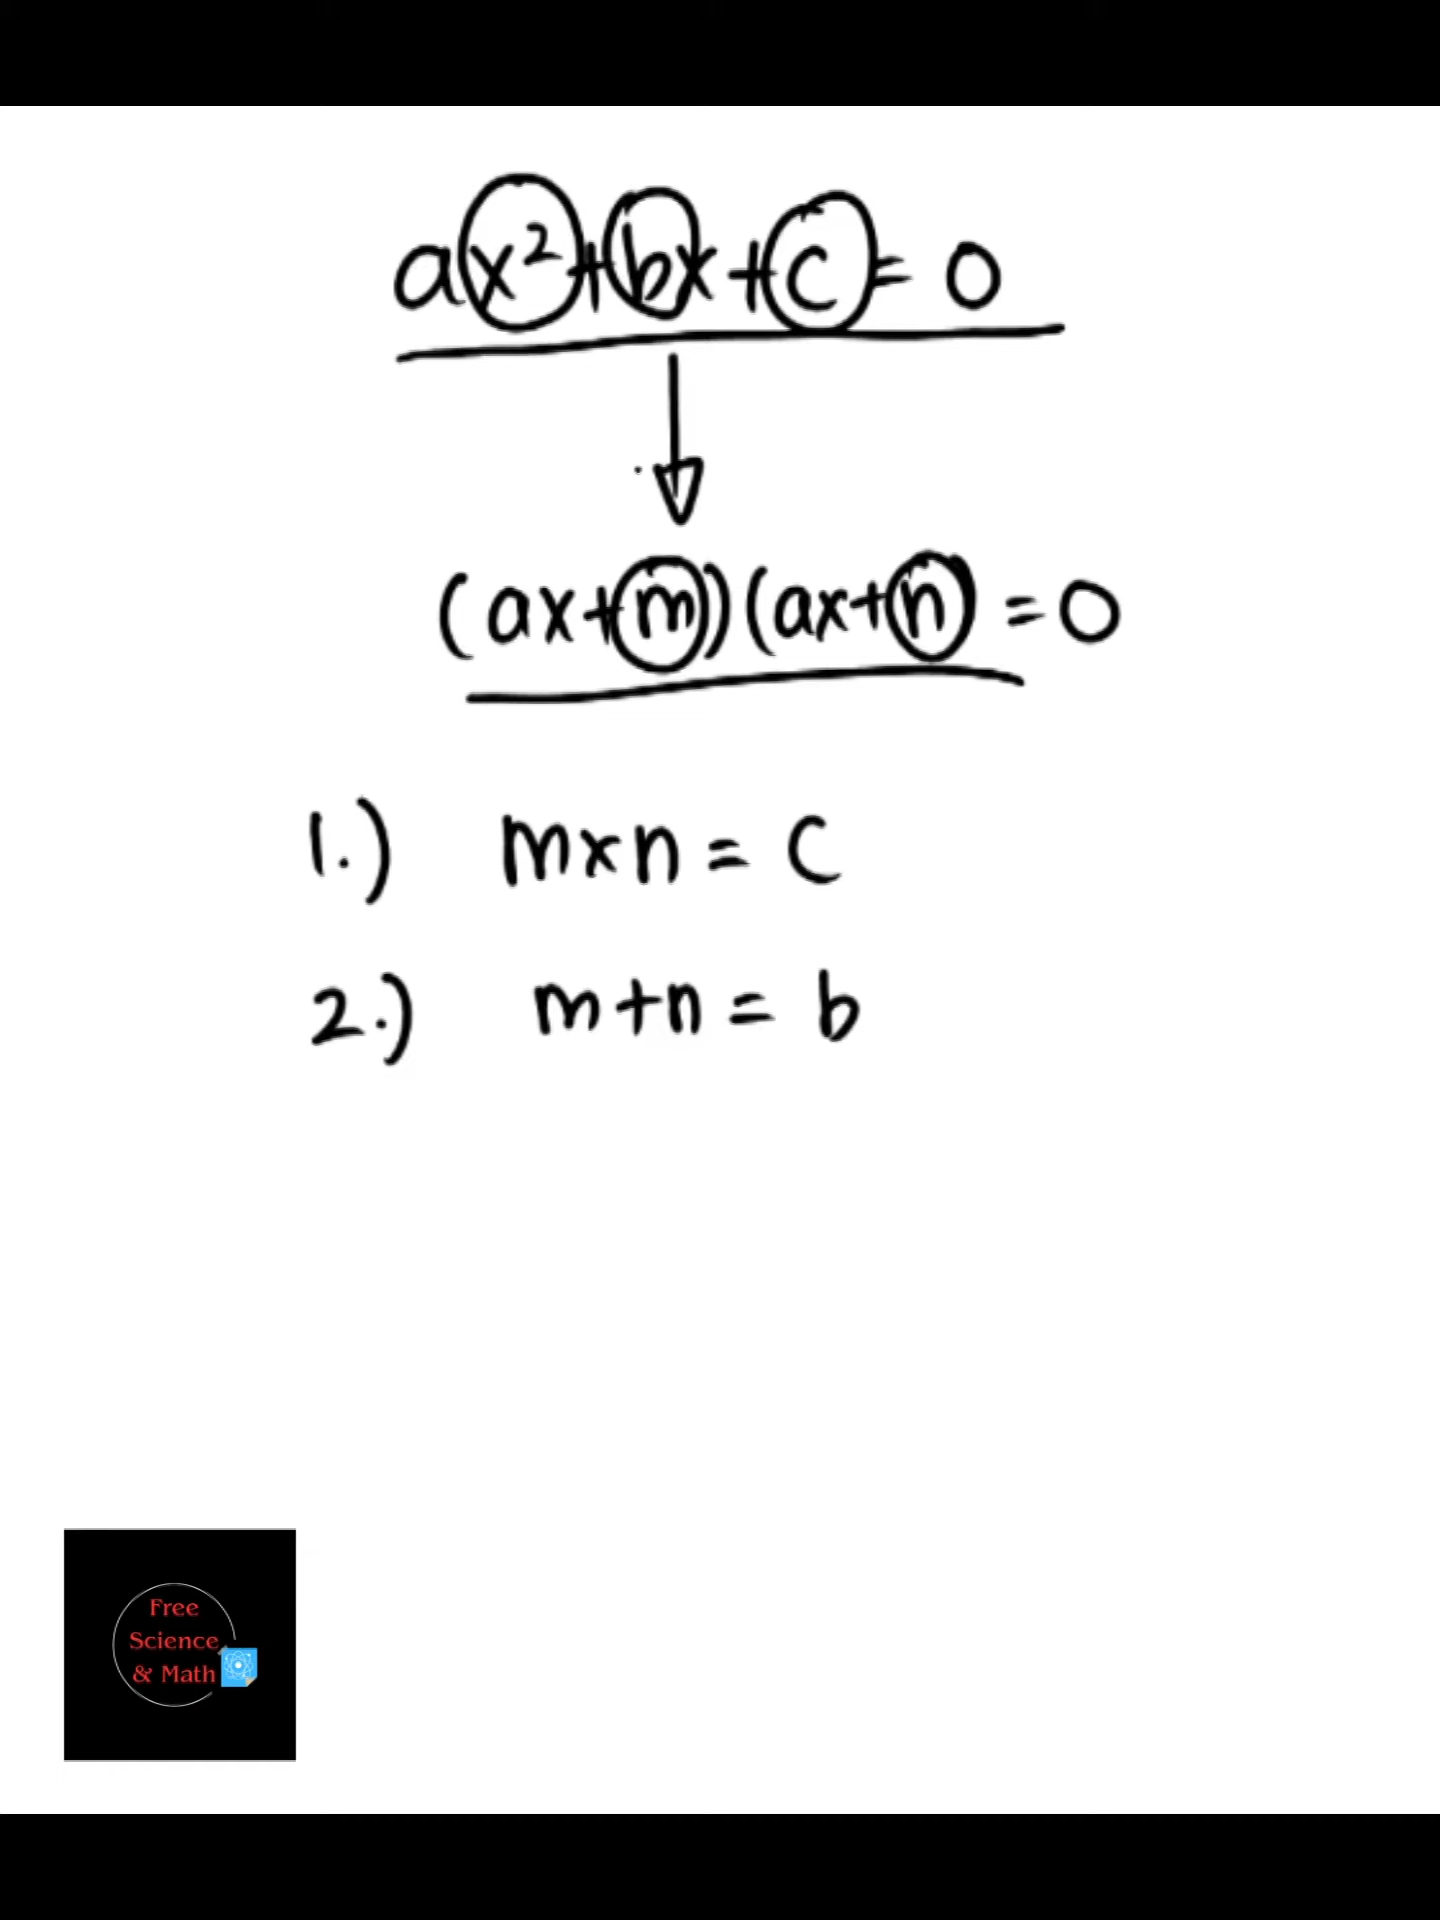 ax²+bx+c=0
(ax+m)(ax+n)=0
1.) m×n=c
2.) m+n=b
Free
Science
& Math